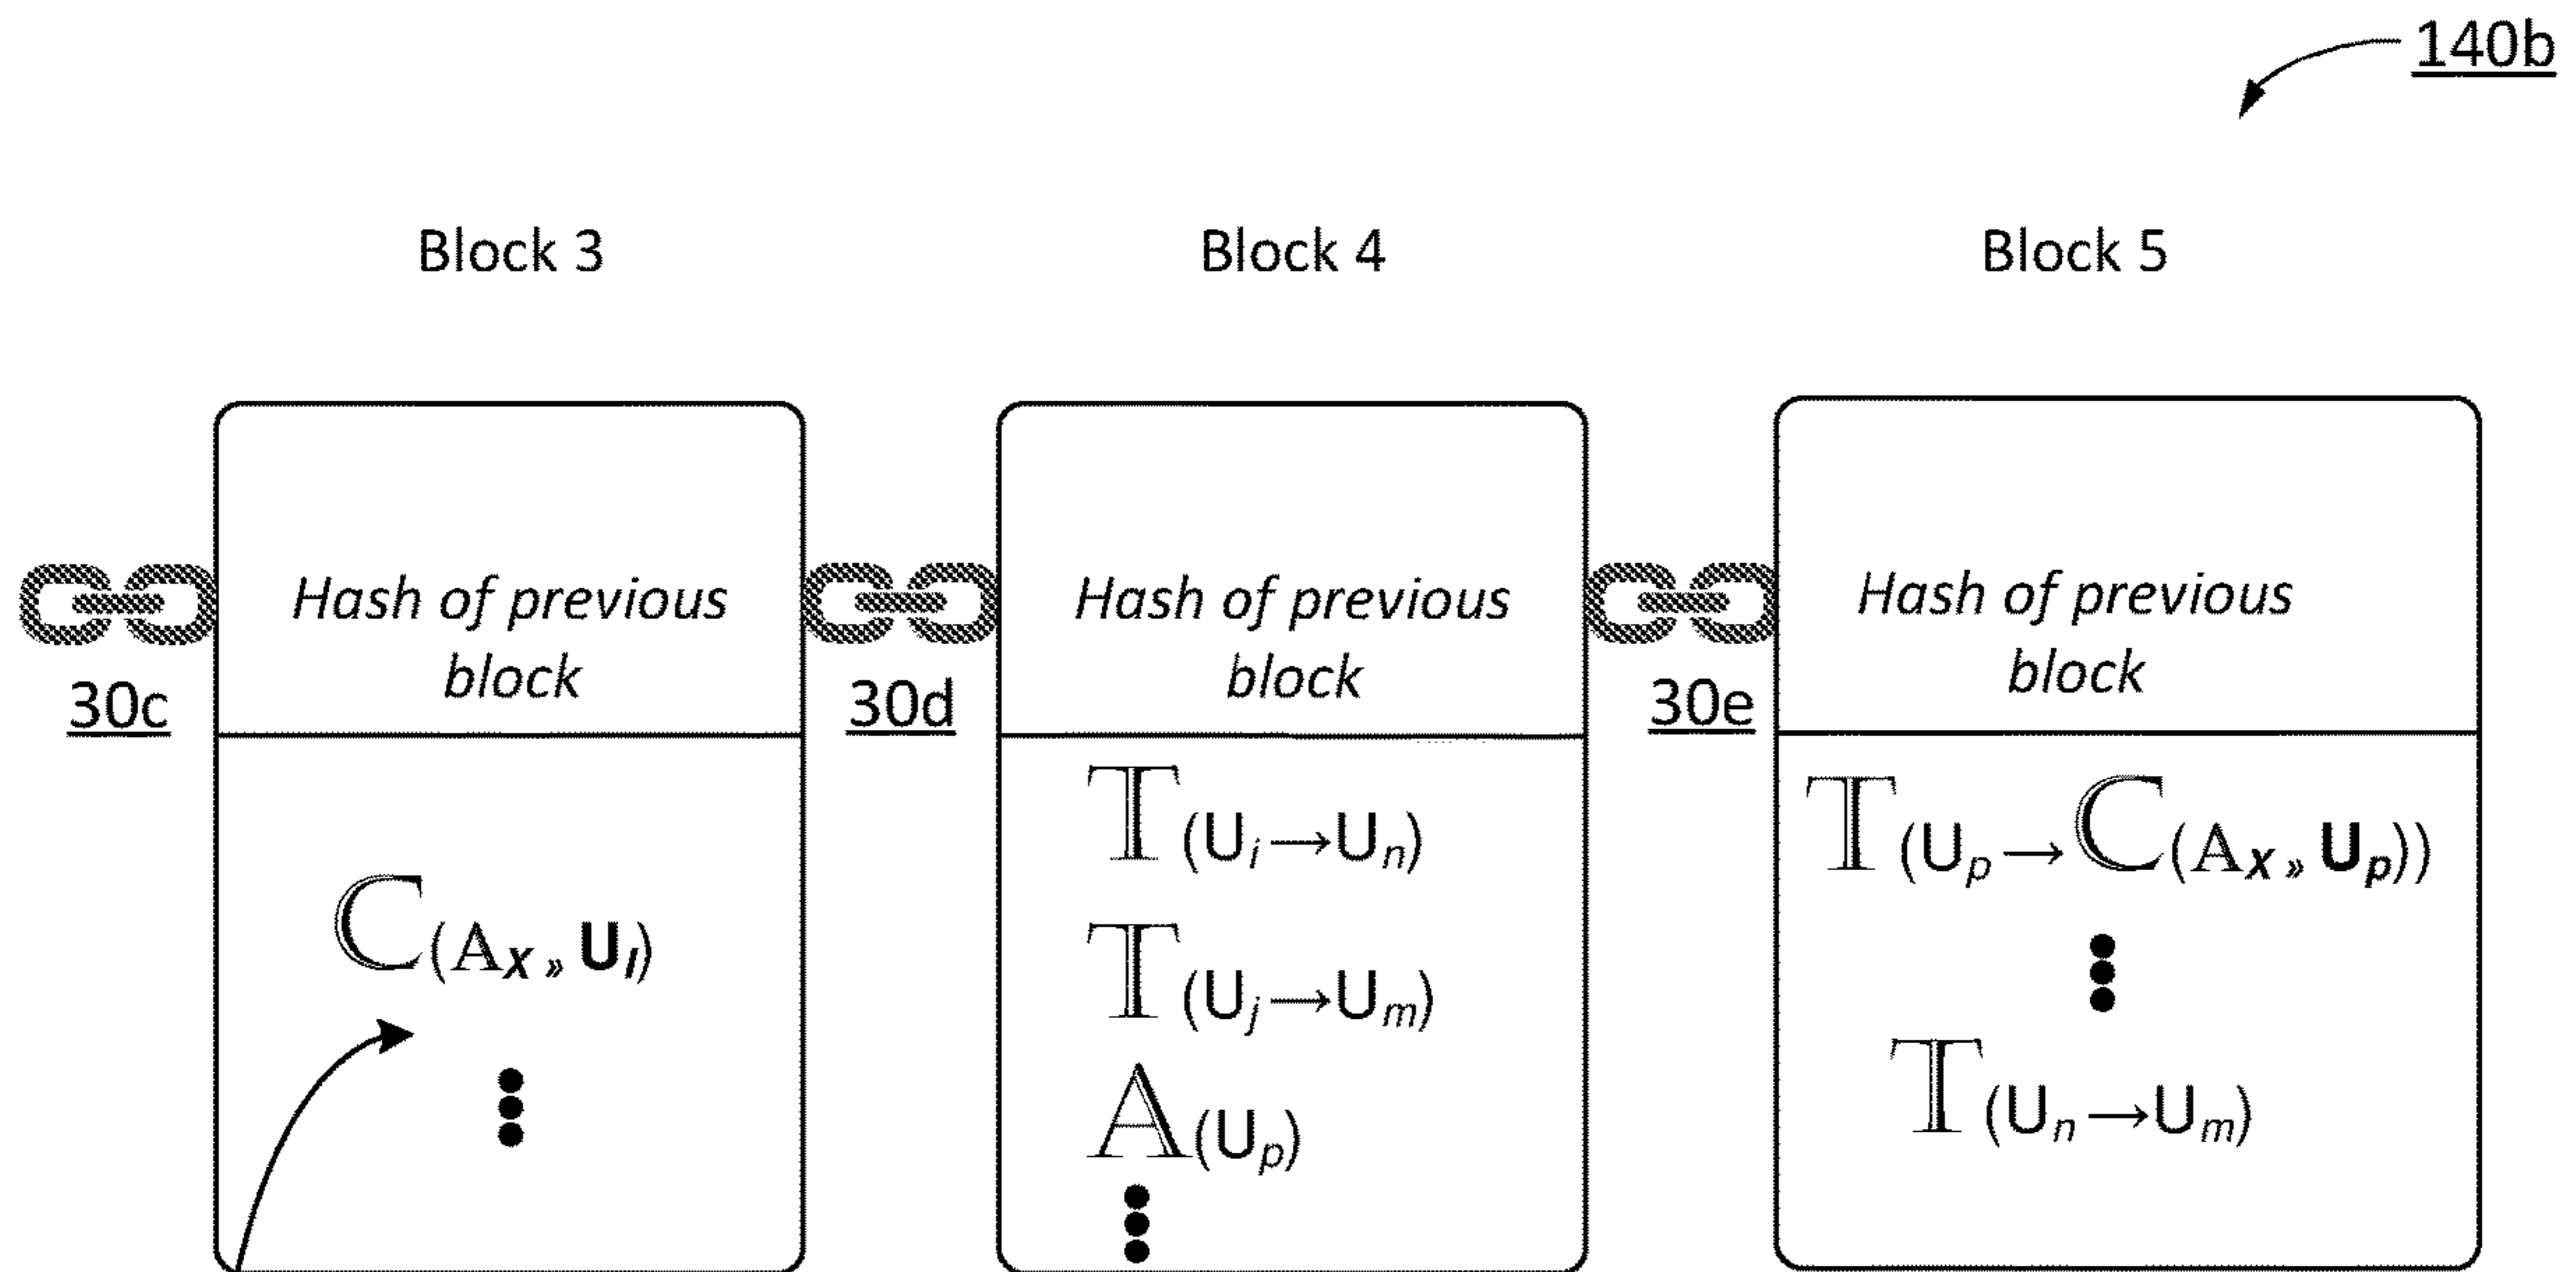 140b
Block 3
Block 4
Block 5
Hash of previous
block
Hash of previous
block
Hash of previous
block
30c
30d
30e
ℂ(A𝑿 », U𝑰)
𝕋(Uᵢ→Uₙ)
𝕋(Uⱼ→Uₘ)
𝔸(Uₚ)
𝕋(Uₚ→ℂ(A𝑿 », Uₚ))
𝕋(Uₙ→Uₘ)